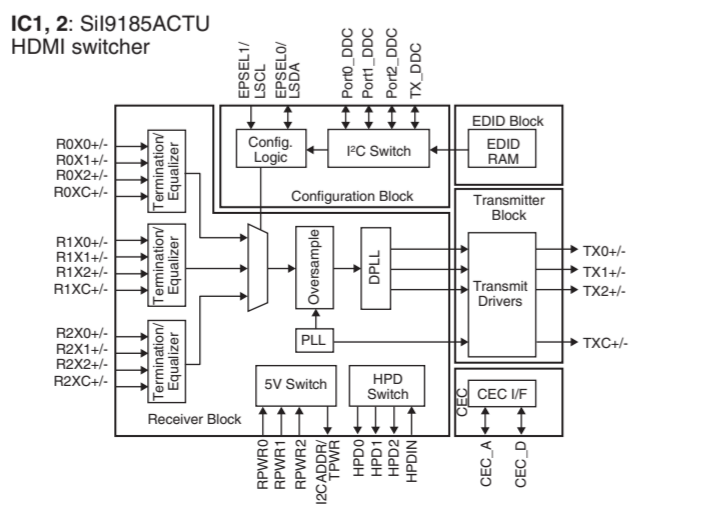 IC1, 2: SiI9185ACTU
HDMI switcher
EPSEL1/
LSCL
EPSEL0/
LSDA
Port0_DDC
Port1_DDC
Port2_DDC
TX_DDC
Config.
Logic
I²C Switch
Configuration Block
EDID Block
EDID
RAM
R0X0+/-
R0X1+/-
R0X2+/-
R0XC+/-
Termination/
Equalizer
R1X0+/-
R1X1+/-
R1X2+/-
R1XC+/-
Termination/
Equalizer
R2X0+/-
R2X1+/-
R2X2+/-
R2XC+/-
Termination/
Equalizer
Oversample
DPLL
PLL
Transmitter
Block
Transmit
Drivers
TX0+/-
TX1+/-
TX2+/-
TXC+/-
5V Switch
HPD
Switch
Receiver Block
CEC
CEC I/F
RPWR0
RPWR1
RPWR2
I2CADDR/
TPWR
HPD0
HPD1
HPD2
HPDIN
CEC_A
CEC_D